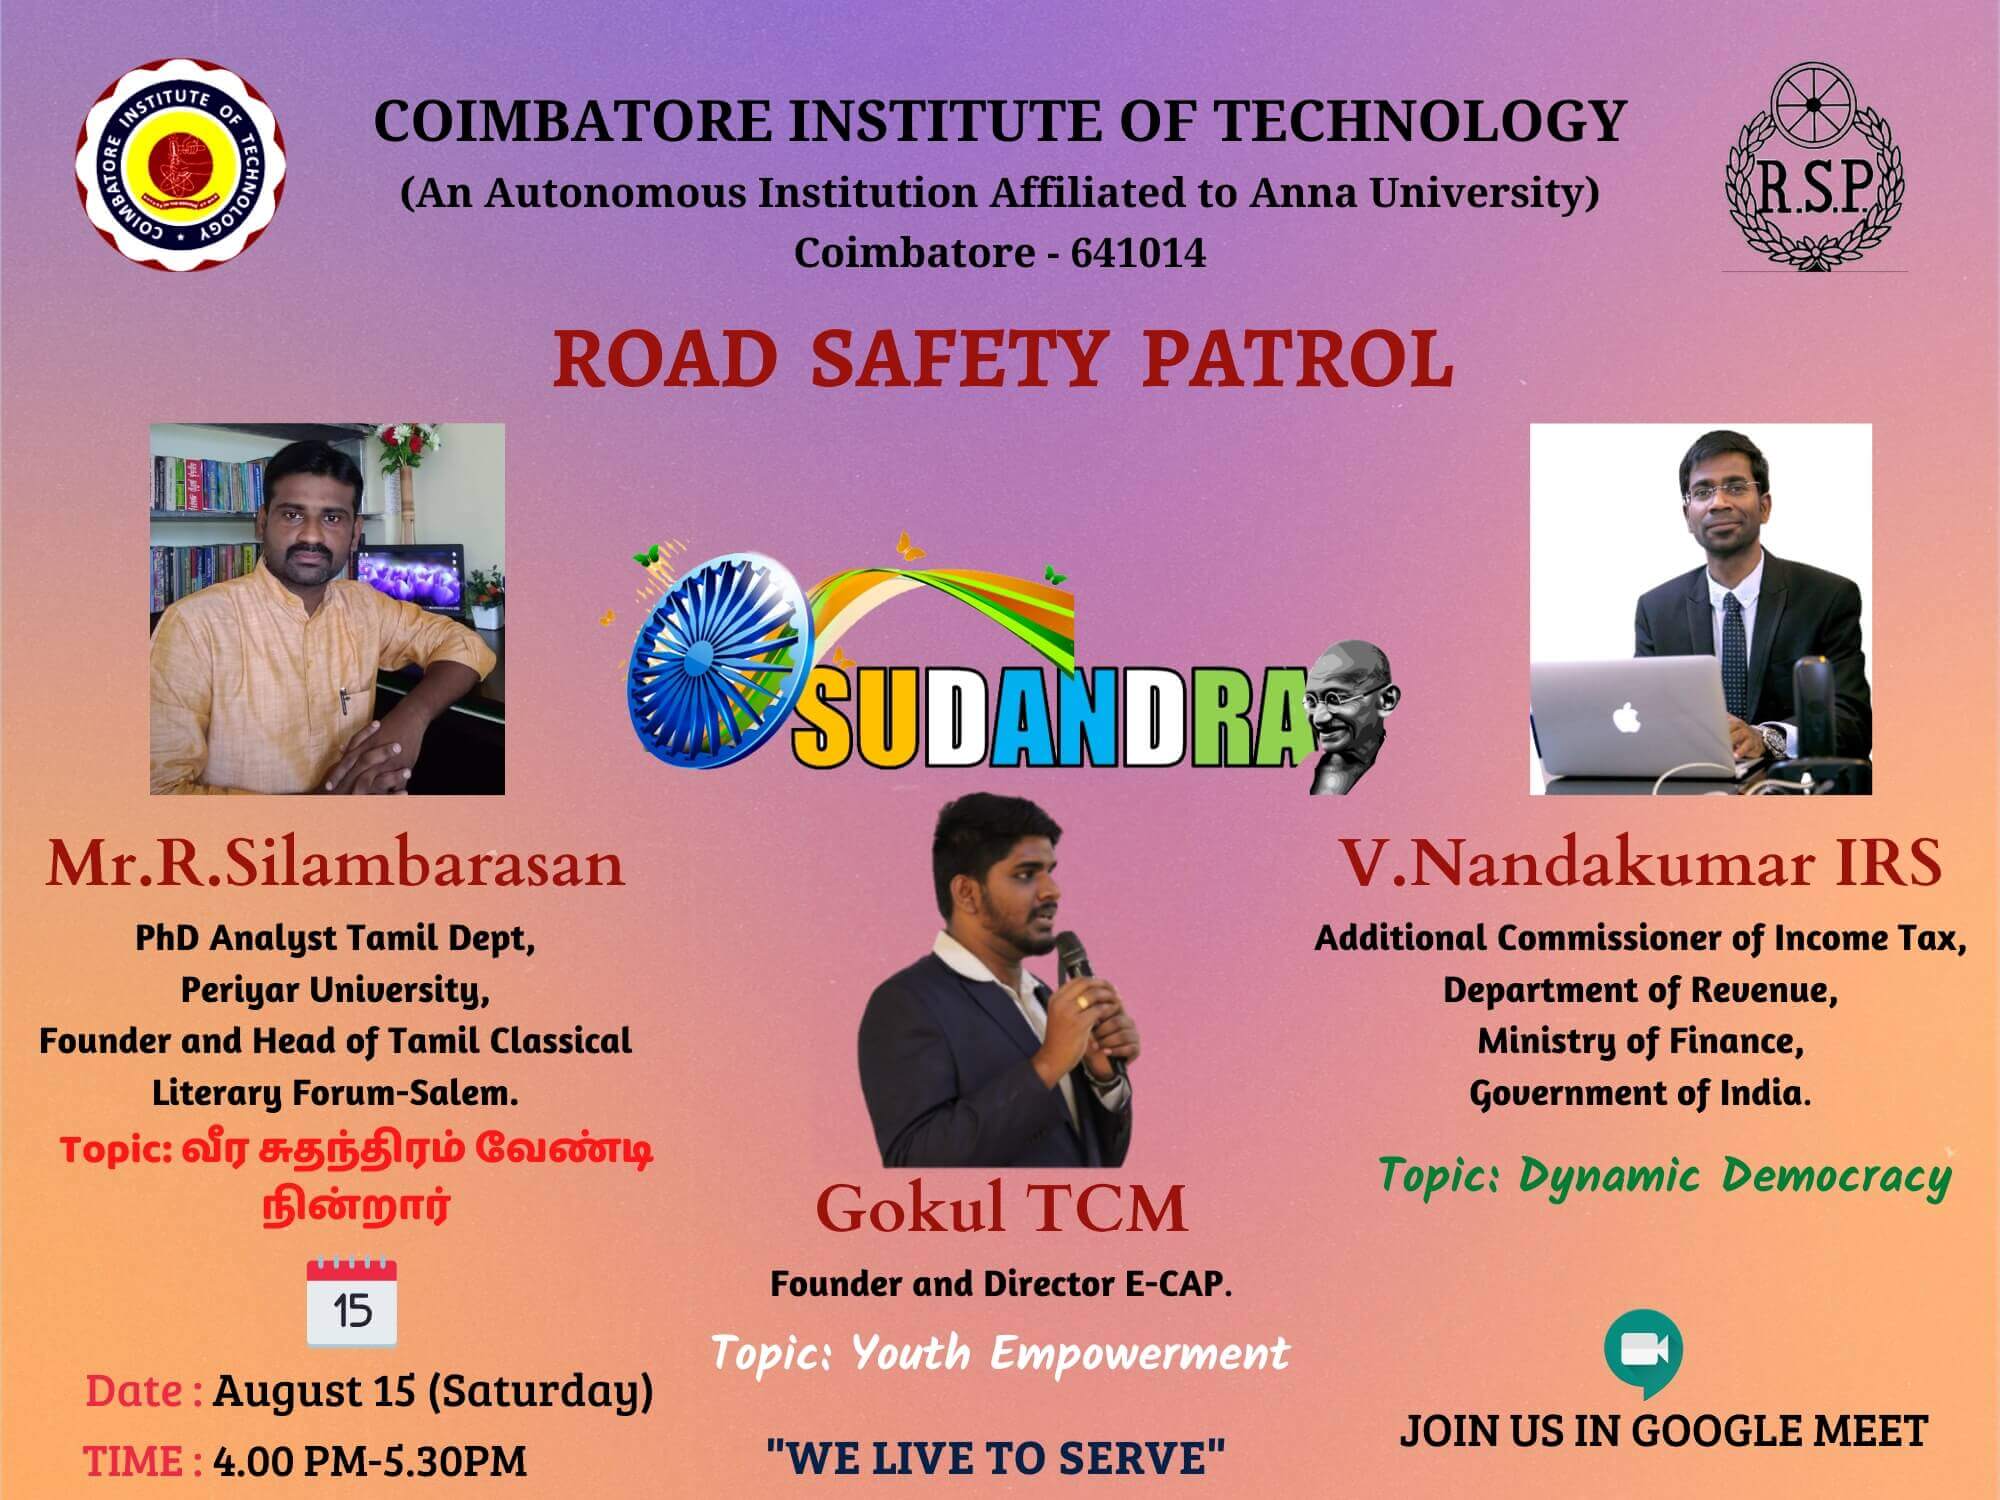 COIMBATORE INSTITUTE OF TECHNOLOGY
COIMBATORE INSTITUTE OF TECHNOLOGY
(An Autonomous Institution Affiliated to Anna University)
Coimbatore - 641014
R.S.P.
ROAD SAFETY PATROL
SUDANDRA
Mr.R.Silambarasan
PhD Analyst Tamil Dept,
Periyar University,
Founder and Head of Tamil Classical
Literary Forum-Salem.
Topic: வீர சுதந்திரம் வேண்டி
நின்றார்
V.Nandakumar IRS
Additional Commissioner of Income Tax,
Department of Revenue,
Ministry of Finance,
Government of India.
Topic: Dynamic Democracy
Gokul TCM
Founder and Director E-CAP.
Topic: Youth Empowerment
15
Date : August 15 (Saturday)
TIME : 4.00 PM-5.30PM
"WE LIVE TO SERVE"
JOIN US IN GOOGLE MEET